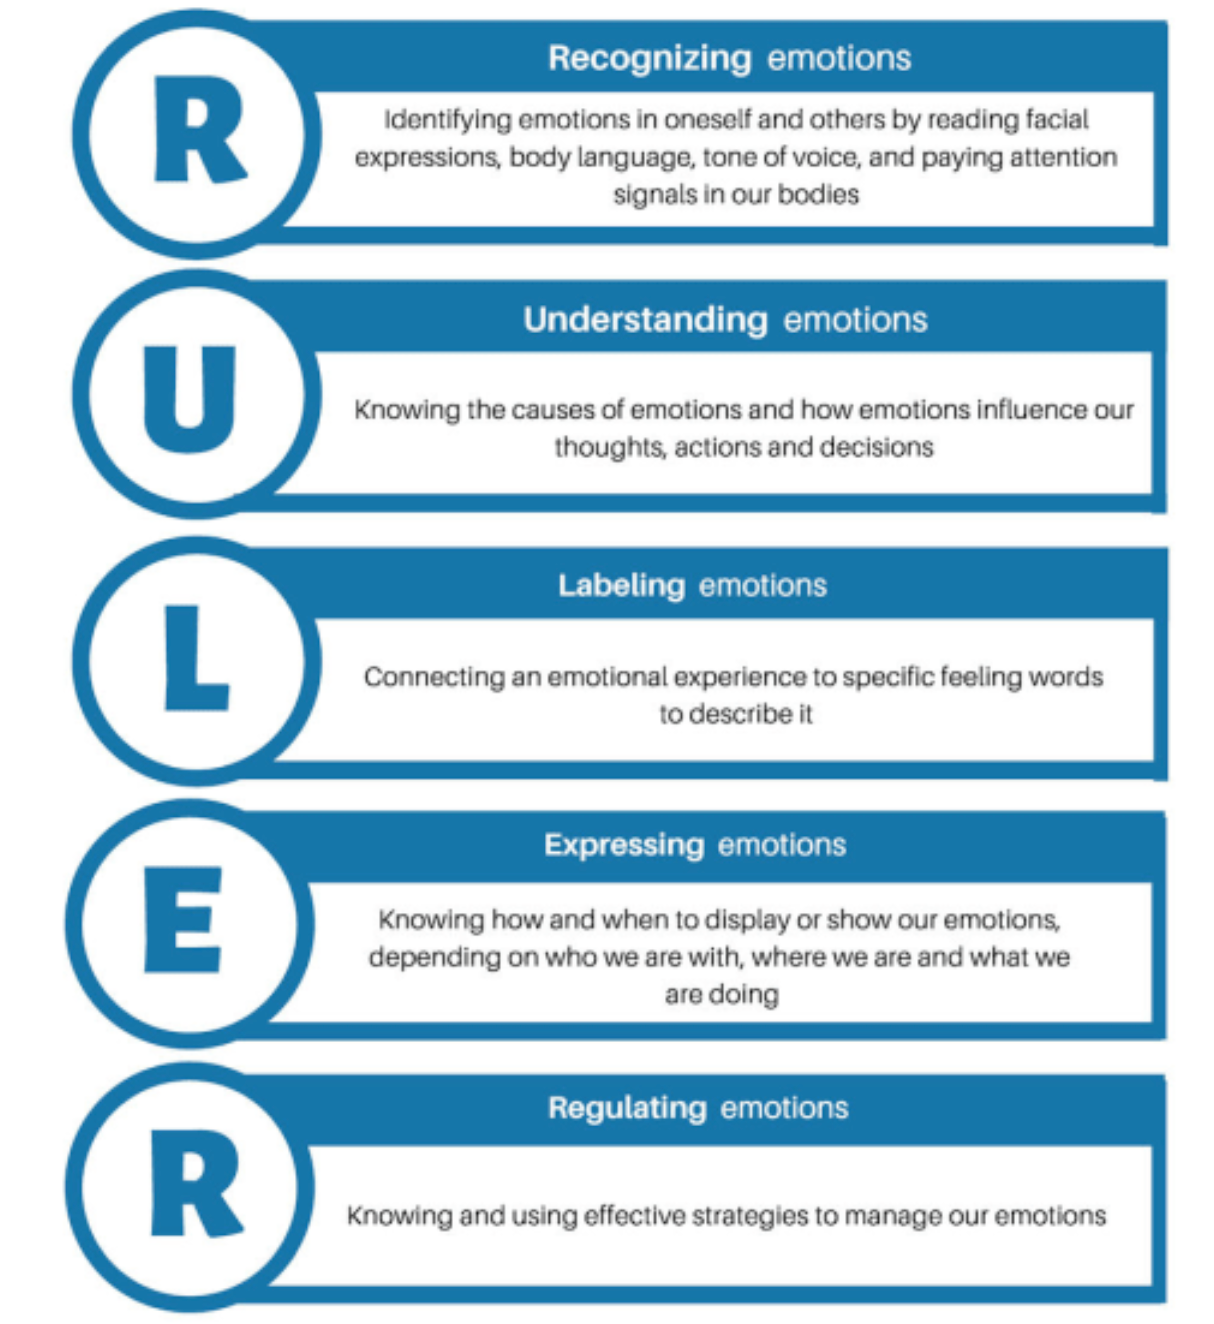 R
Recognizing emotions
Identifying emotions in oneself and others by reading facial
expressions, body language, tone of voice, and paying attention
signals in our bodies
U
Understanding emotions
Knowing the causes of emotions and how emotions influence our
thoughts, actions and decisions
L
Labeling emotions
Connecting an emotional experience to specific feeling words
to describe it
E
Expressing emotions
Knowing how and when to display or show our emotions,
depending on who we are with, where we are and what we
are doing
R
Regulating emotions
Knowing and using effective strategies to manage our emotions